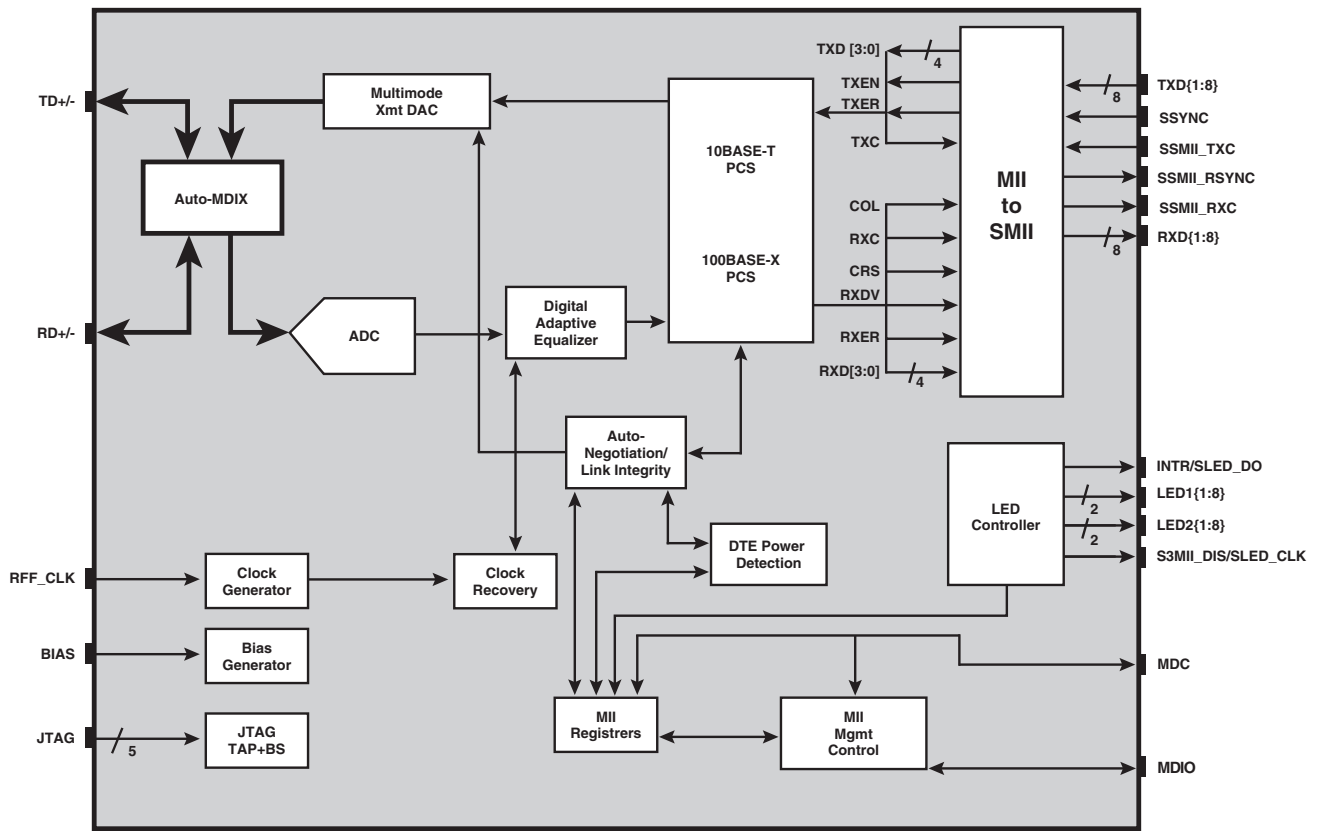 TD+/-
RD+/-
RFF_CLK
BIAS
JTAG
5
Multimode
Xmt DAC
Auto-MDIX
ADC
Digital
Adaptive
Equalizer
10BASE-T
PCS
100BASE-X
PCS
TXD [3:0]
4
TXEN
TXER
TXC
COL
RXC
CRS
RXDV
RXER
RXD[3:0]
4
MII
to
SMII
TXD{1:8}
8
SSYNC
SSMII_TXC
SSMII_RSYNC
SSMII_RXC
RXD{1:8}
8
Auto-
Negotiation/
Link Integrity
DTE Power
Detection
LED
Controller
INTR/SLED_DO
LED1{1:8}
2
LED2{1:8}
2
S3MII_DIS/SLED_CLK
Clock
Generator
Clock
Recovery
Bias
Generator
JTAG
TAP+BS
MII
Registrers
MII
Mgmt
Control
MDC
MDIO